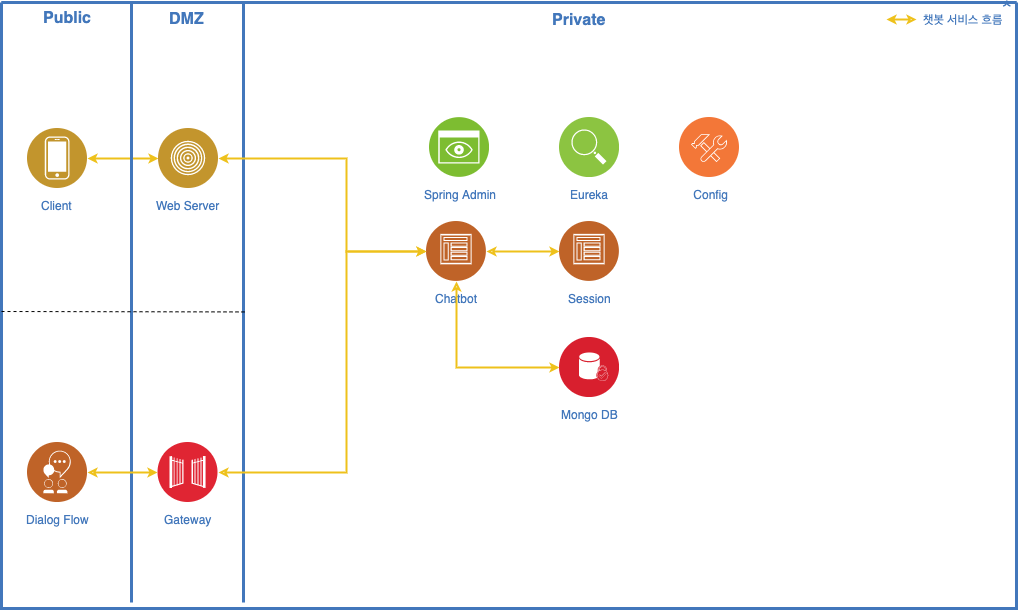 Public
DMZ
Private
챗봇 서비스 흐름
Client
Web Server
Spring Admin
Eureka
Config
Chatbot
Session
Mongo DB
Dialog Flow
Gateway